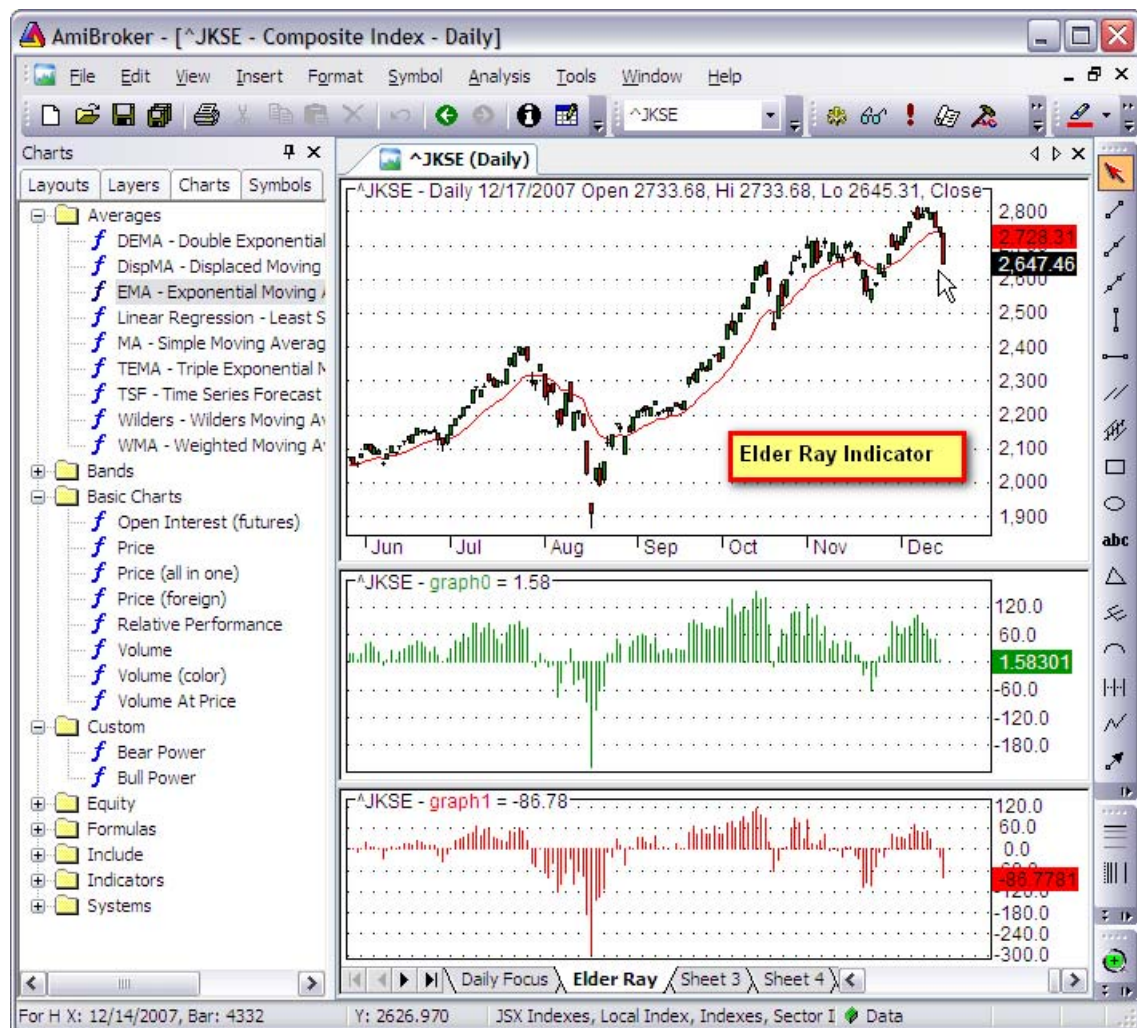 AmiBroker - [^JKSE - Composite Index - Daily]
File Edit View Insert Format Symbol Analysis Tools Window Help
^JKSE
Charts
Layouts Layers Charts Symbols
Averages
DEMA - Double Exponential
DispMA - Displaced Moving
EMA - Exponential Moving
Linear Regression - Least S
MA - Simple Moving Averag
TEMA - Triple Exponential
TSF - Time Series Forecast
Wilders - Wilders Moving
WMA - Weighted Moving
Bands
Basic Charts
Open Interest (futures)
Price
Price (all in one)
Price (foreign)
Relative Performance
Volume
Volume (color)
Volume At Price
Custom
Bear Power
Bull Power
Equity
Formulas
Include
Indicators
Systems
^JKSE (Daily)
^JKSE - Daily 12/17/2007 Open 2733.68, Hi 2733.68, Lo 2645.31, Close
2,800
2,728.31
2,647.46
2,600
2,500
2,400
2,300
2,200
2,100
2,000
1,900
Elder Ray Indicator
Jun Jul Aug Sep Oct Nov Dec
^JKSE - graph0 = 1.58
120.0
60.0
1.58301
-60.0
-120.0
-180.0
^JKSE - graph1 = -86.78
120.0
60.0
0.0
-86.7781
-120.0
-180.0
-240.0
-300.0
abc
Daily Focus Elder Ray Sheet 3 Sheet 4
For H X: 12/14/2007, Bar: 4332 Y: 2626.970 JSX Indexes, Local Index, Indexes, Sector I Data